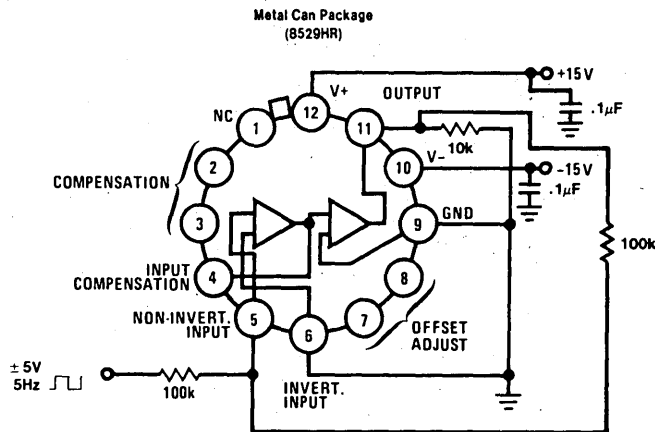 Metal Can Package
(8529HR)
V+
+15V
OUTPUT
.1μF
NC
12
1
11
10k
10
V-
-15V
2
COMPENSATION
.1μF
3
9
GND
100k
4
8
INPUT
COMPENSATION
5
6
7
NON-INVERT.
INPUT
OFFSET
ADJUST
± 5V
5Hz
100k
INVERT.
INPUT